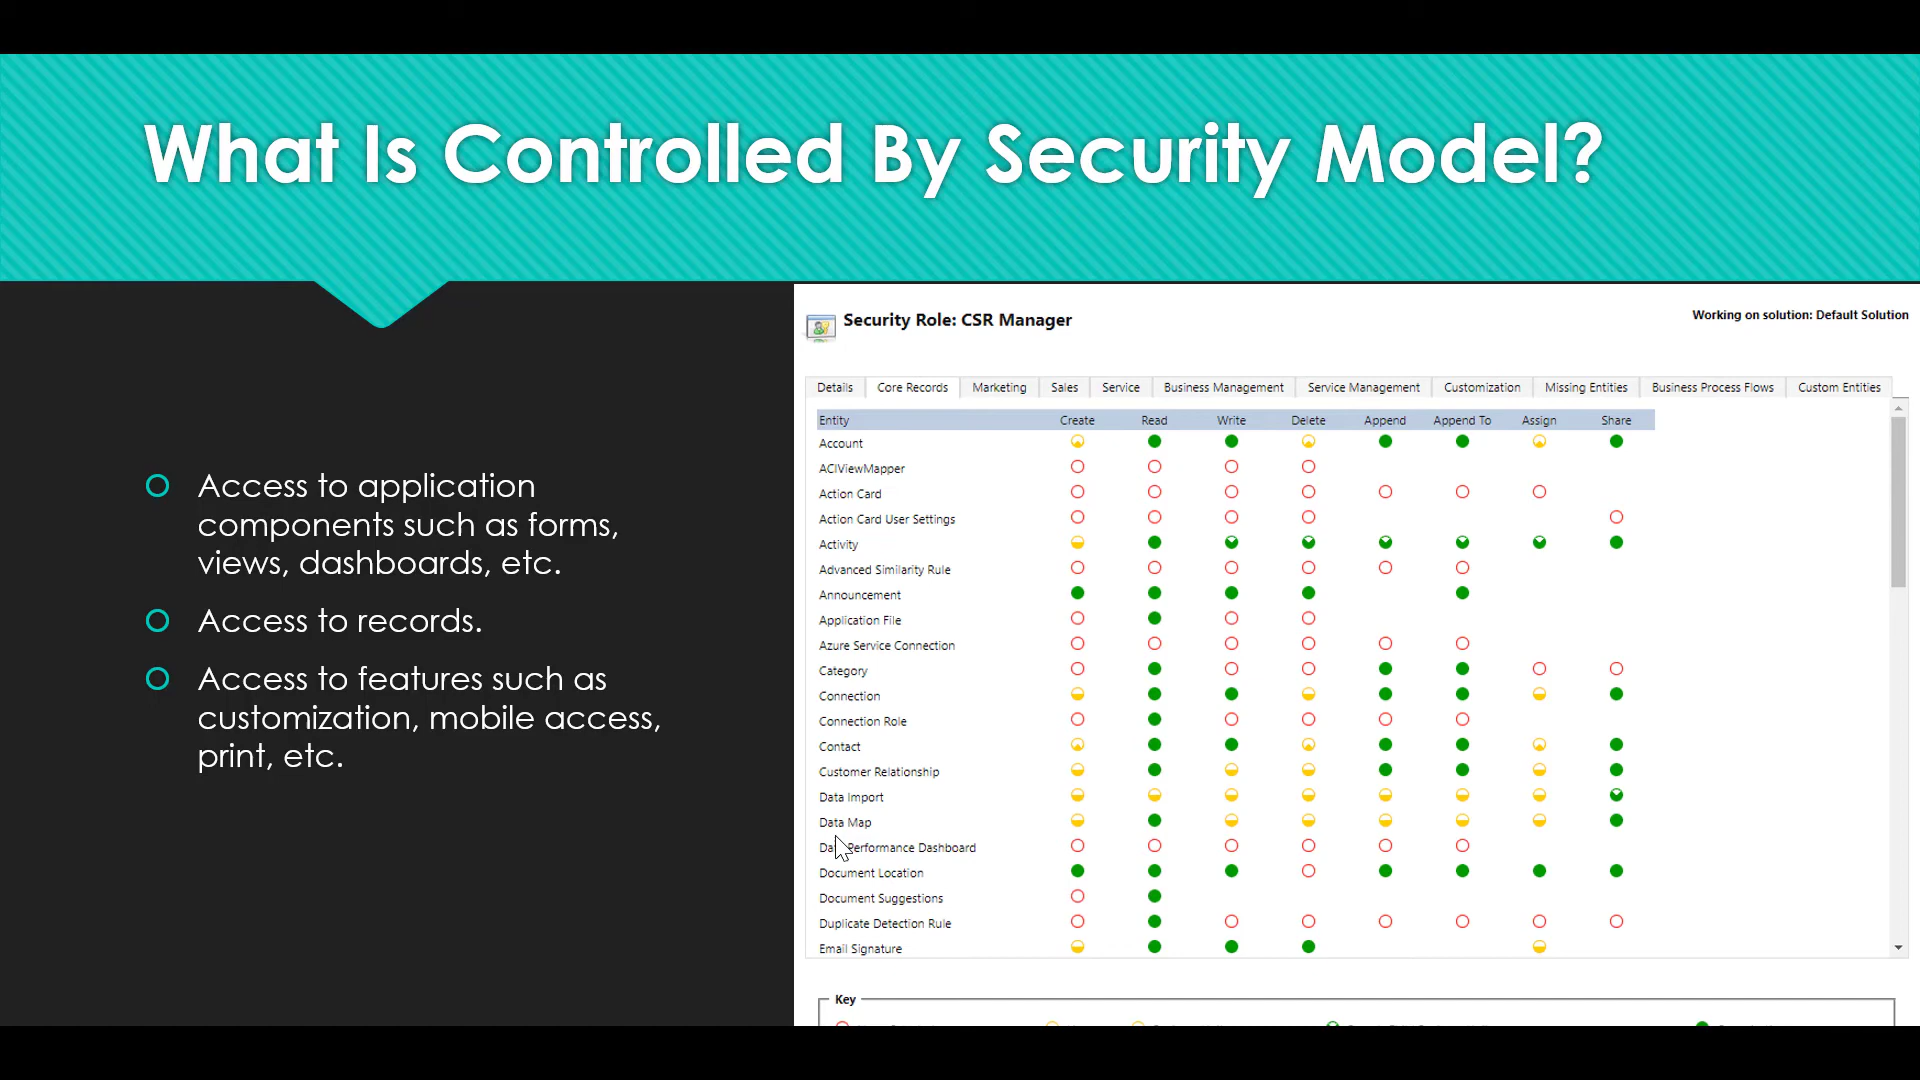 What Is Controlled By Security Model?
Access to application
components such as forms,
views, dashboards, etc.
Access to records.
Access to features such as
customization, mobile access,
print, etc.
Security Role: CSR Manager
Working on solution: Default Solution
Details Core Records Marketing Sales Service Business Management Service Management Customization Missing Entities Business Process Flows Custom Entities
Entity Create Read Write Delete Append Append To Assign Share
Account
ACIViewMapper
Action Card
Action Card User Settings
Activity
Advanced Similarity Rule
Announcement
Application File
Azure Service Connection
Category
Connection
Connection Role
Contact
Customer Relationship
Data Import
Data Map
Performance Dashboard
Document Location
Document Suggestions
Duplicate Detection Rule
Email Signature
Key